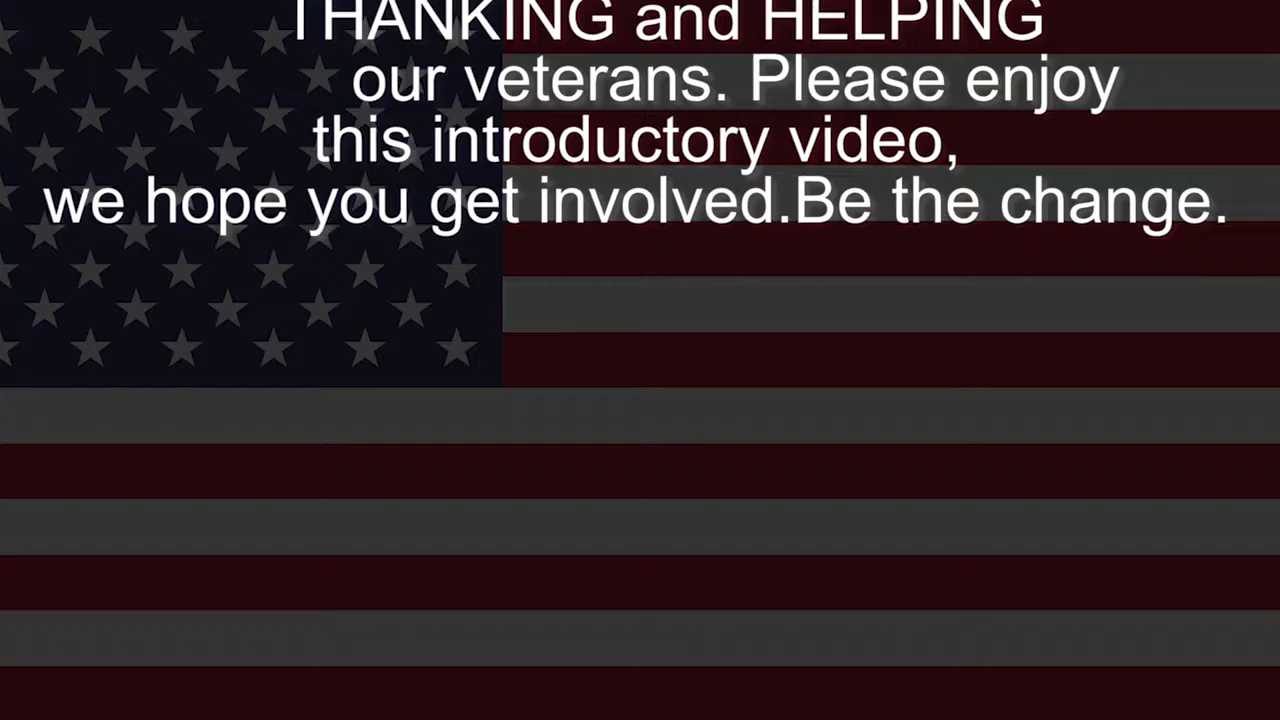 THANKING and HELPING
our veterans. Please enjoy
this introductory video,
we hope you get involved.Be the change.